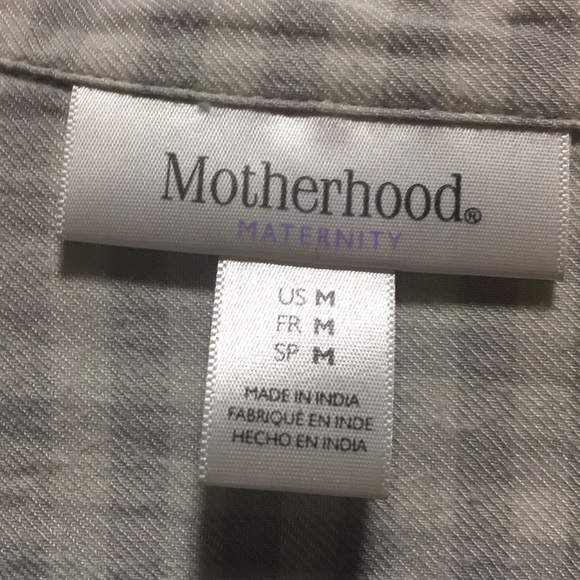 Motherhood®
MATERNITY
US M
FR M
SP M
MADE IN INDIA
FABRIQUÉ EN INDE
HECHO EN INDIA